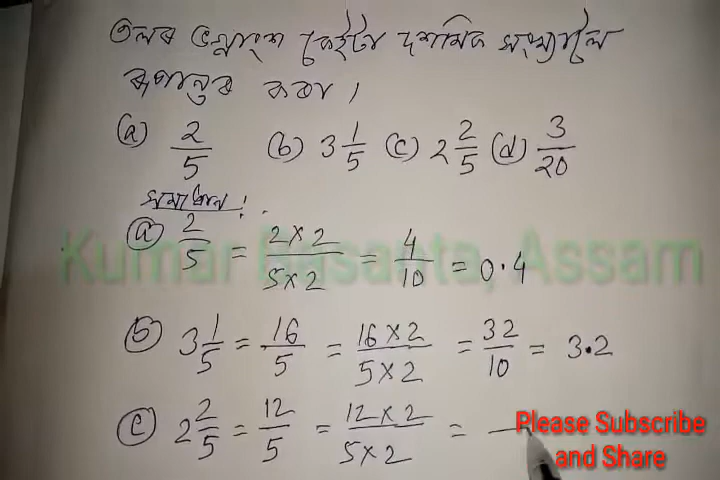 তলৰ ভগ্নাংশ কেইটা দশমিক সংখ্যালৈ
ৰূপান্তৰ কৰা।
(a) 2/5 (b) 3 1/5 (c) 2 2/5 (d) 3/20
সমাধান:
(a) 2/5 = 2×2/5×2 = 4/10 = 0.4
Kumar Basanta, Assam
(b) 3 1/5 = 16/5 = 16×2/5×2 = 32/10 = 3.2
(c) 2 2/5 = 12/5 = 12×2/5×2 =
Please Subscribe
and Share